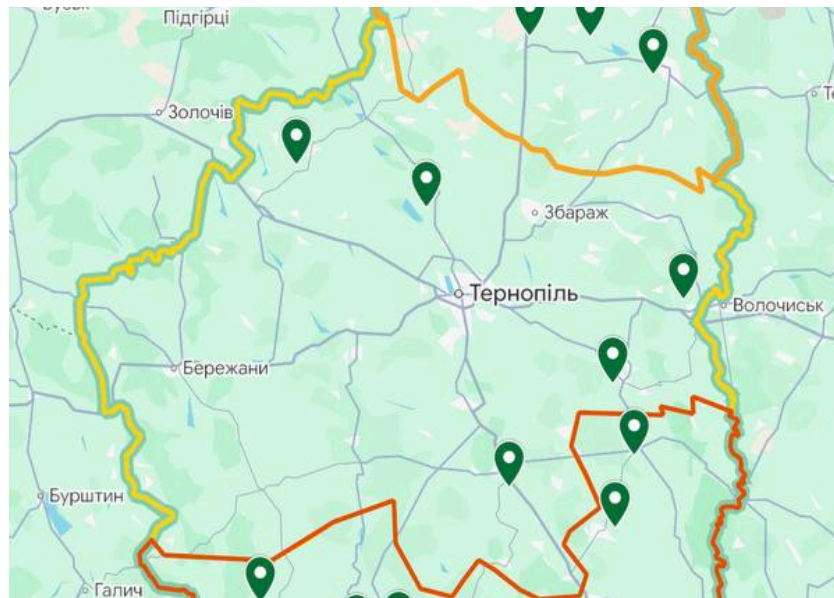 Підгірці
Золочів
Збараж
Тернопіль
Волочиськ
Бережани
Бурштин
Галич